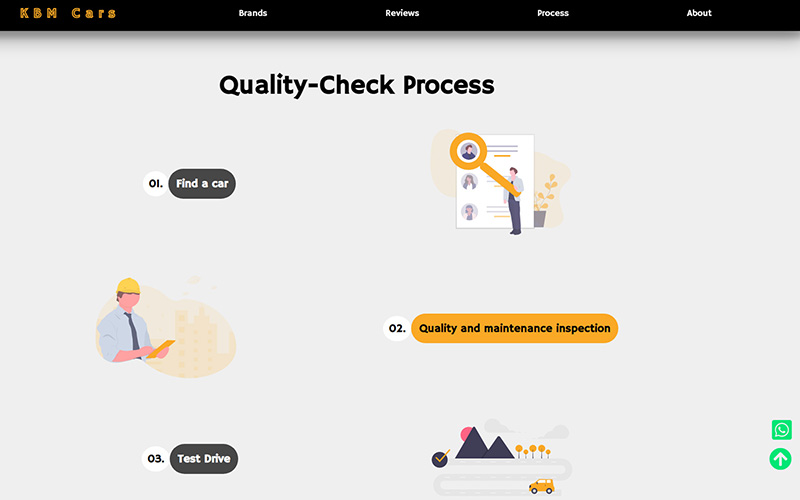 KBM Cars
Brands
Reviews
Process
About
Quality-Check Process
01.
Find a car
02.
Quality and maintenance inspection
03.
Test Drive